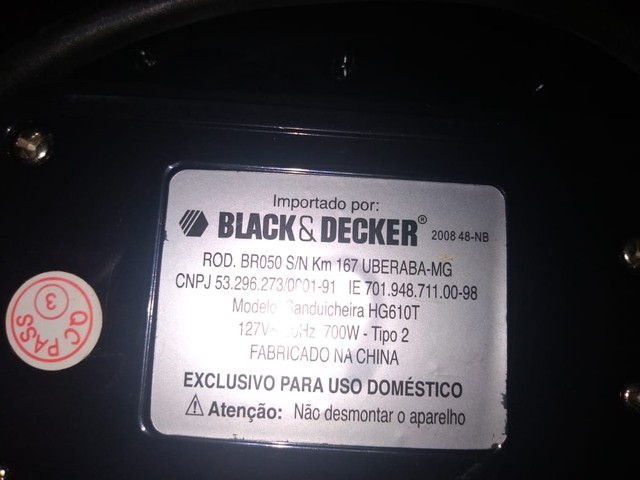 Importado por:
BLACK&DECKER® 2008 48-NB
ROD. BR050 S/N Km 167 UBERABA-MG
CNPJ 53.296.273/0001-91 IE 701.948.711.00-98
Modelo Sanduicheira HG610T
127V~ 700W - Tipo 2
FABRICADO NA CHINA
EXCLUSIVO PARA USO DOMÉSTICO
Atenção: Não desmontar o aparelho
QC PASS
3